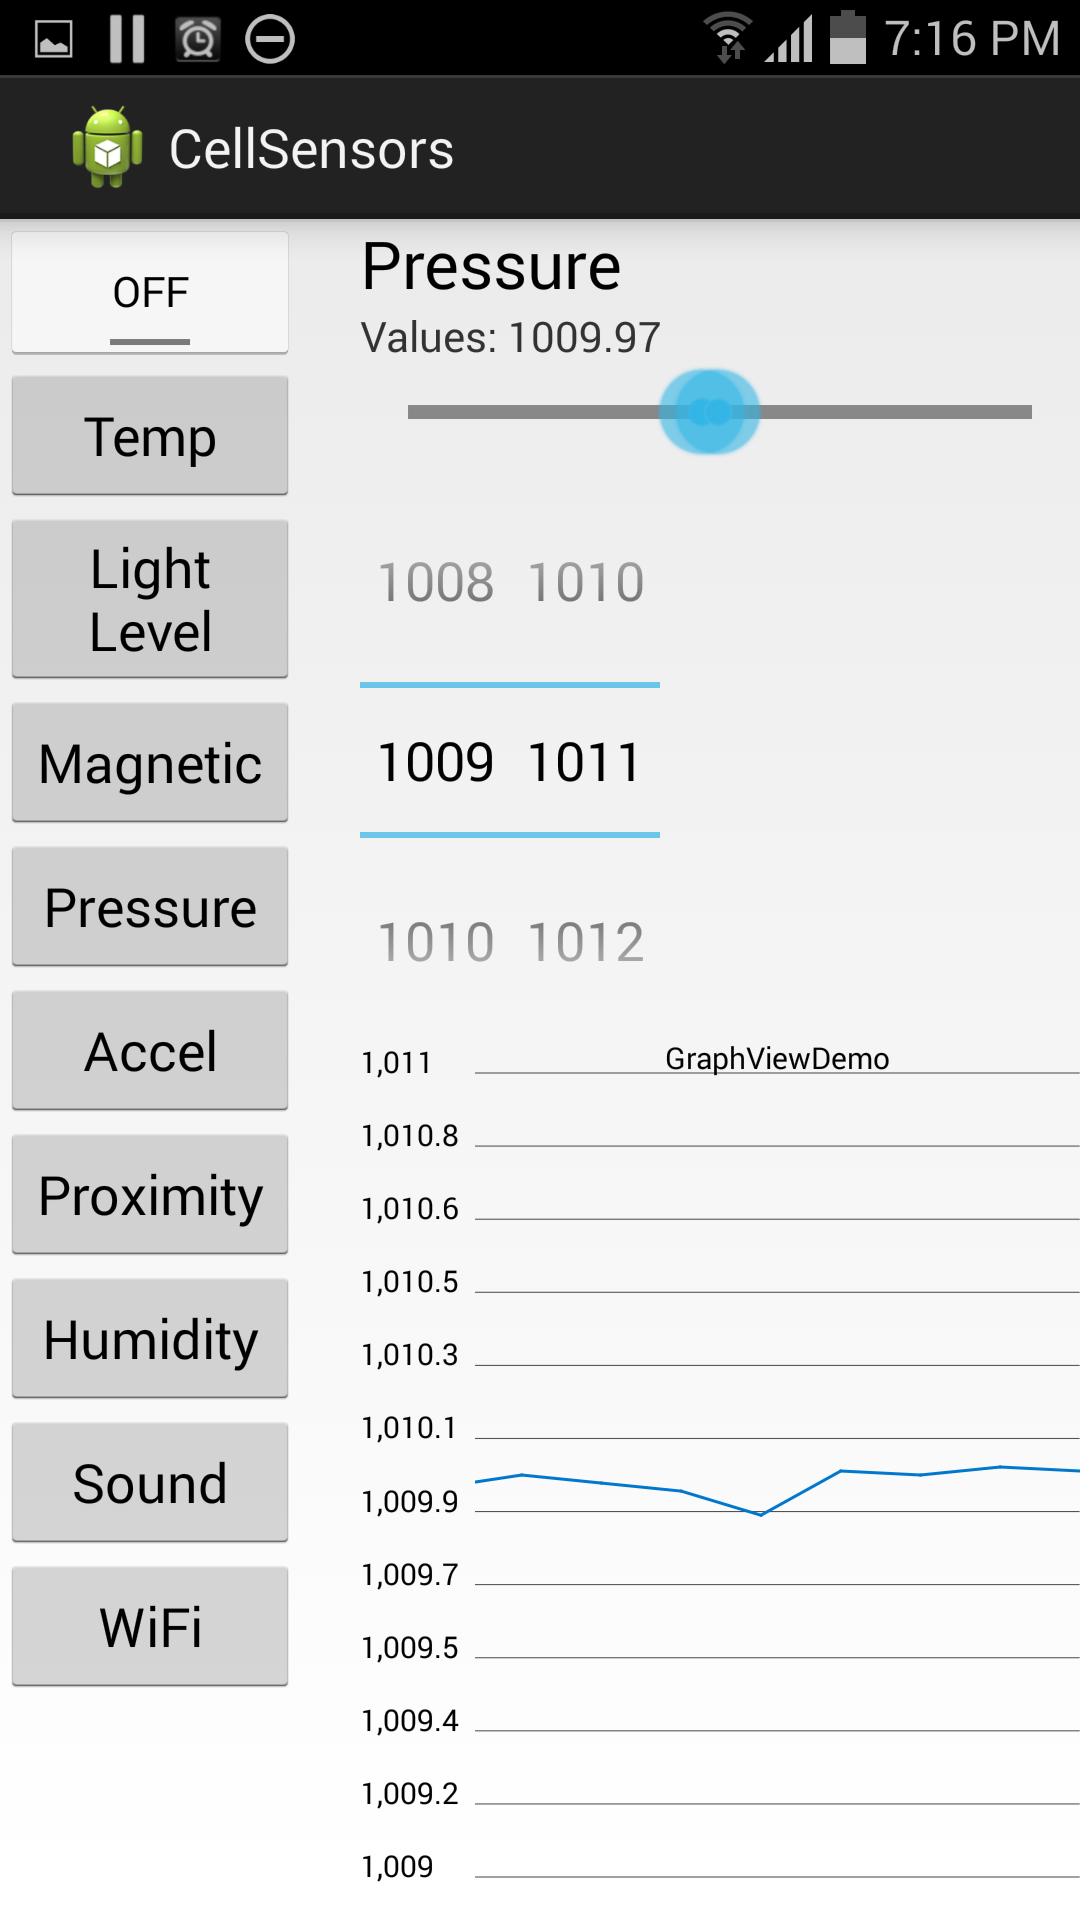 7:16 PM
CellSensors
OFF
Temp
Light
Level
Magnetic
Pressure
Accel
Proximity
Humidity
Sound
WiFi
Pressure
Values: 1009.97
1008 1010
1009 1011
1010 1012
GraphViewDemo
1,011
1,010.8
1,010.6
1,010.5
1,010.3
1,010.1
1,009.9
1,009.7
1,009.5
1,009.4
1,009.2
1,009